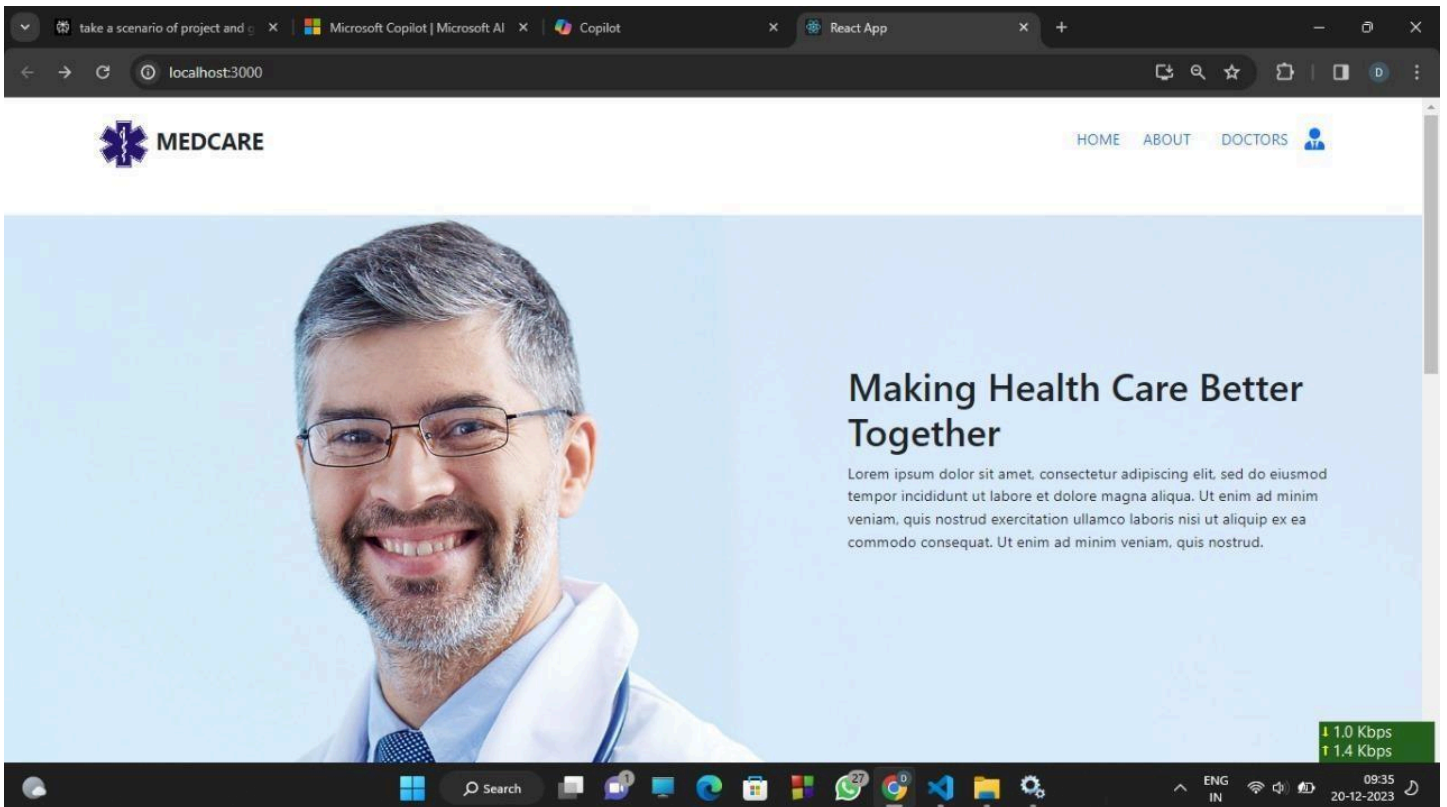 take a scenario of project and g
Microsoft Copilot | Microsoft AI
Copilot
React App
localhost:3000
D
MEDCARE
HOME ABOUT DOCTORS
Making Health Care Better
Together
Lorem ipsum dolor sit amet, consectetur adipiscing elit, sed do eiusmod
tempor incididunt ut labore et dolore magna aliqua. Ut enim ad minim
veniam, quis nostrud exercitation ullamco laboris nisi ut aliquip ex ea
commodo consequat. Ut enim ad minim veniam, quis nostrud.
1.0 Kbps
1.4 Kbps
Search
1
27
D
ENG
IN
09:35
20-12-2023